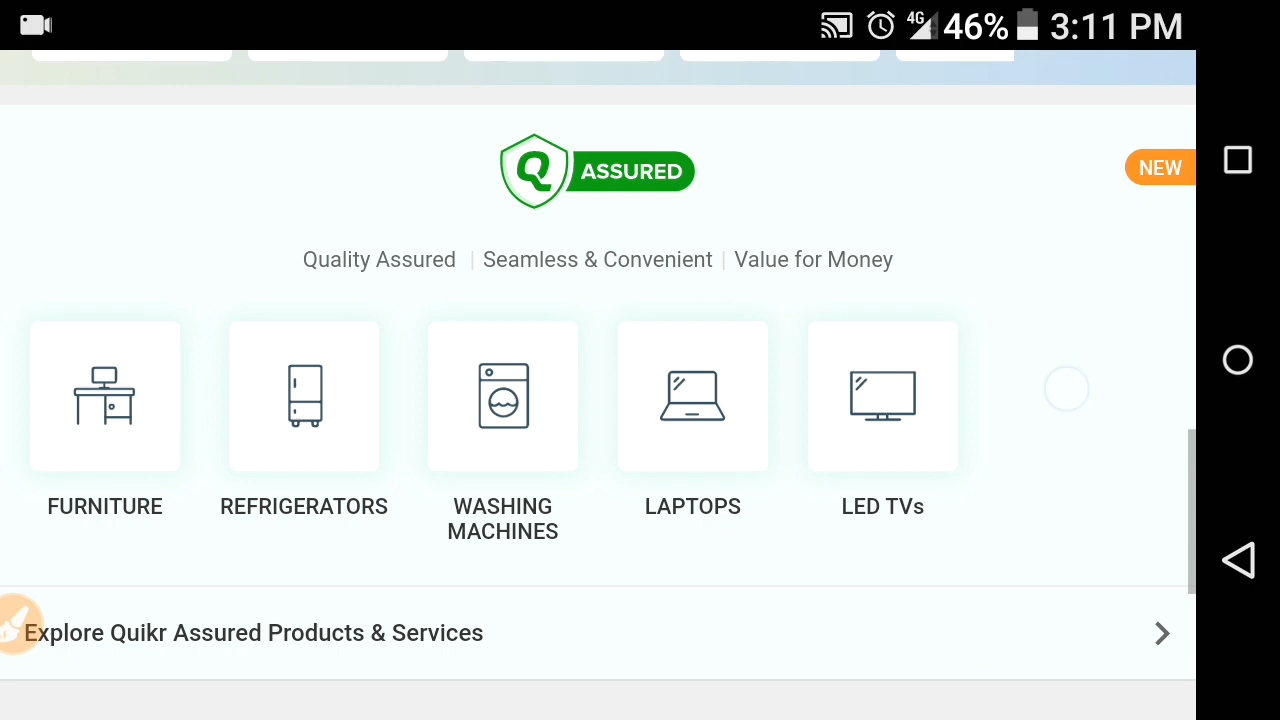 4G 46% 3:11 PM
Q ASSURED
NEW
Quality Assured | Seamless & Convenient | Value for Money
FURNITURE
REFRIGERATORS
WASHING
MACHINES
LAPTOPS
LED TVs
Explore Quikr Assured Products & Services